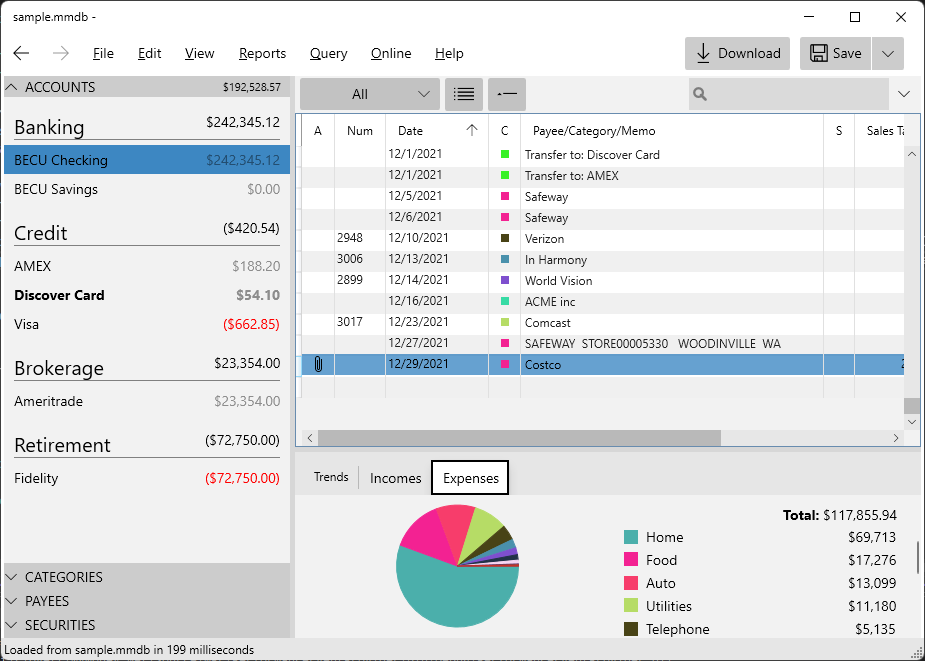 sample.mmdb -
File Edit View Reports Query Online Help Download Save
ACCOUNTS $192,528.57
Banking $242,345.12
BECU Checking $242,345.12
BECU Savings $0.00
Credit ($420.54)
AMEX $188.20
Discover Card $54.10
Visa ($662.85)
Brokerage $23,354.00
Ameritrade $23,354.00
Retirement ($72,750.00)
Fidelity ($72,750.00)
CATEGORIES
PAYEES
SECURITIES
All
A Num Date C Payee/Category/Memo S Sales Ta
12/1/2021 Transfer to: Discover Card
12/1/2021 Transfer to: AMEX
12/5/2021 Safeway
12/6/2021 Safeway
2948 12/10/2021 Verizon
3006 12/13/2021 In Harmony
2899 12/14/2021 World Vision
12/16/2021 ACME inc
3017 12/23/2021 Comcast
12/27/2021 SAFEWAY STORE00005330 WOODINVILLE WA
12/29/2021 Costco
Trends Incomes Expenses
Total: $117,855.94
Home $69,713
Food $17,276
Auto $13,099
Utilities $11,180
Telephone $5,135
Loaded from sample.mmdb in 199 milliseconds